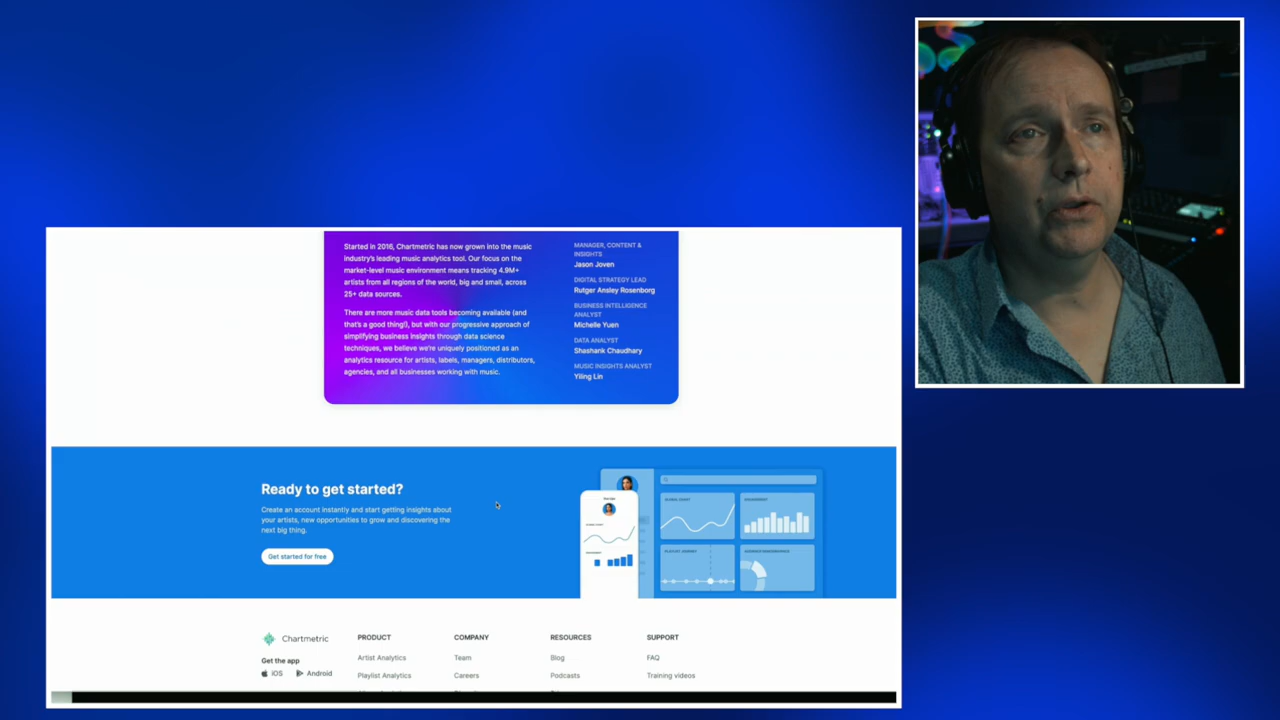 Started in 2016, Chartmetric has now grown into the music
industry's leading music analytics tool. Our focus on the
market-level music environment means tracking 4.9M+
artists from all regions of the world, big and small, across
25+ data sources.
There are more music data tools becoming available (and
that's a good thing!), but with our progressive approach of
simplifying business insights through data science
techniques, we believe we're uniquely positioned as an
analytics resource for artists, labels, managers, distributors,
agencies, and all businesses working with music.
MANAGER, CONTENT &
INSIGHTS
Jason Joven
DIGITAL STRATEGY LEAD
Rutger Ansley Rosenborg
BUSINESS INTELLIGENCE
ANALYST
Michelle Yuen
DATA ANALYST
Shashank Chaudhary
MUSIC INSIGHTS ANALYST
Yiling Lin
Ready to get started?
Create an account instantly and start getting insights about
your artists, new opportunities to grow and discovering the
next big thing.
Get started for free
Chartmetric
Get the app
iOS
Android
PRODUCT
Artist Analytics
Playlist Analytics
COMPANY
Team
Careers
RESOURCES
Blog
Podcasts
SUPPORT
FAQ
Training videos